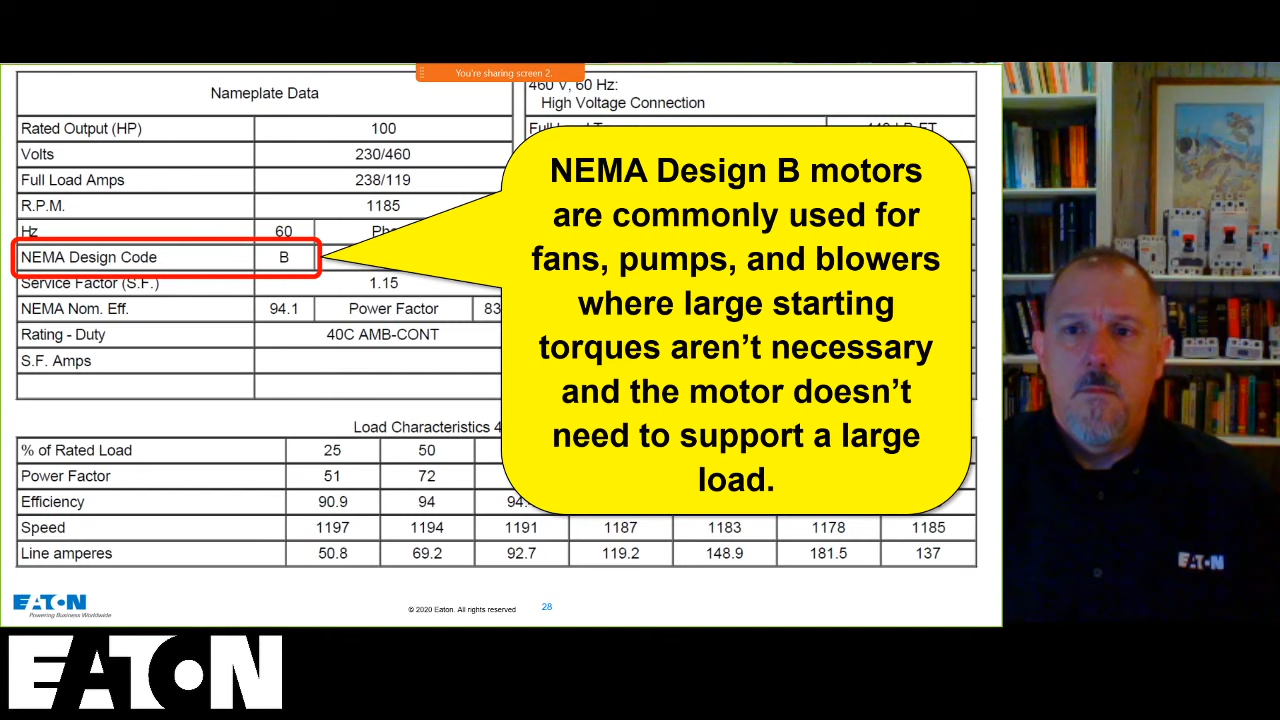 You're sharing screen 2.
Nameplate Data
460 V, 60 Hz:
High Voltage Connection
Rated Output (HP) 100
Volts 230/460
Full Load Amps 238/119
R.P.M. 1185
Hz 60
NEMA Design Code B
Service Factor (S.F.) 1.15
NEMA Nom. Eff. 94.1 Power Factor 83
Rating - Duty 40C AMB-CONT
S.F. Amps
NEMA Design B motors
are commonly used for
fans, pumps, and blowers
where large starting
torques aren’t necessary
and the motor doesn’t
need to support a large
load.
Load Characteristics
% of Rated Load 25 50
Power Factor 51 72
Efficiency 90.9 94
Speed 1197 1194 1191 1187 1183 1178 1185
Line amperes 50.8 69.2 92.7 119.2 148.9 181.5 137
EATON
Powering Business Worldwide
© 2020 Eaton. All rights reserved 28
EATON
EATON